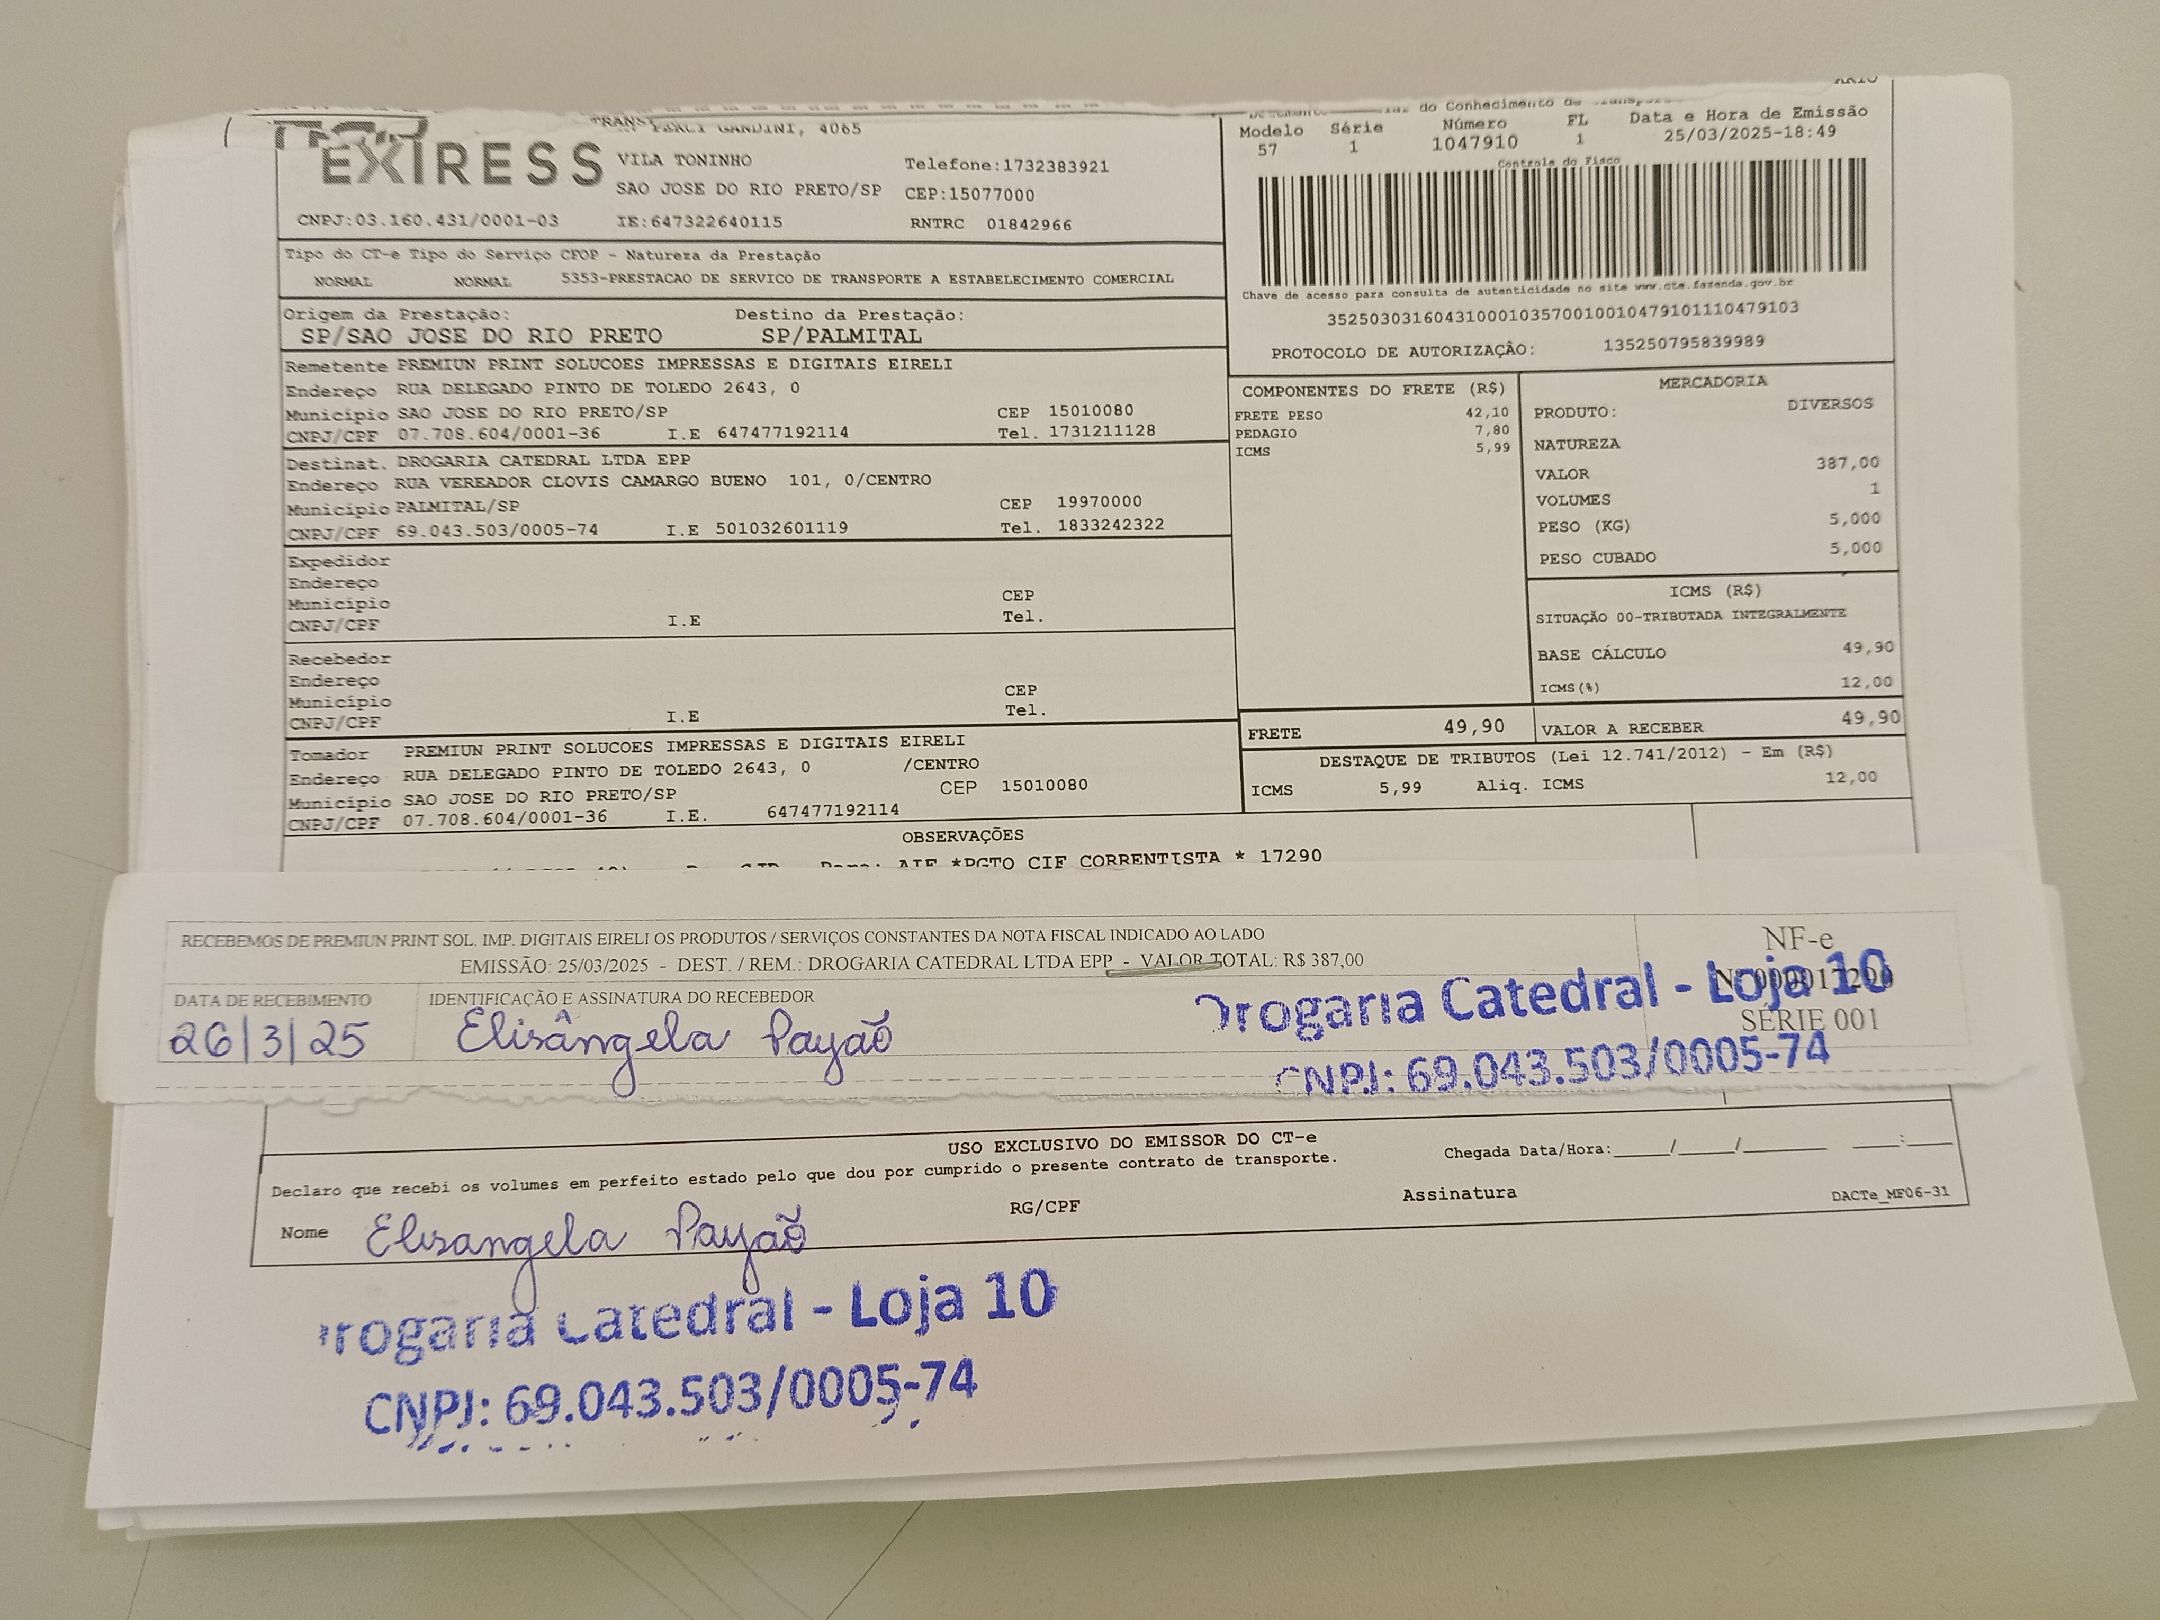 EXPRESS
GANDINI, 4065
VILA TONINHO
Telefone:1732383921
SAO JOSE DO RIO PRETO/SP CEP:15077000
CNPJ:03.160.431/0001-03 IE:647322640115 RNTRC 01842966
do Conhecimento de
Modelo Série Número FL Data e Hora de Emissão
57 1 1047910 1 25/03/2025-18:49
Controle do Fisco
Chave de acesso para consulta de autenticidade no site www.cte.fazenda.gov.br
35250303160431000103570010010479101110479103
PROTOCOLO DE AUTORIZAÇÂO: 135250795839989
Tipo do CT-e Tipo do Serviço CFOP - Natureza da Prestação
NORMAL NORMAL 5353-PRESTACAO DE SERVICO DE TRANSPORTE A ESTABELECIMENTO COMERCIAL
Origem da Prestação: Destino da Prestação:
SP/SAO JOSE DO RIO PRETO SP/PALMITAL
Remetente PREMIUN PRINT SOLUCOES IMPRESSAS E DIGITAIS EIRELI
Endereço RUA DELEGADO PINTO DE TOLEDO 2643, 0
Município SAO JOSE DO RIO PRETO/SP CEP 15010080
CNPJ/CPF 07.708.604/0001-36 I.E 647477192114 Tel. 1731211128
Destinat. DROGARIA CATEDRAL LTDA EPP
Endereço RUA VEREADOR CLOVIS CAMARGO BUENO 101, 0/CENTRO
Município PALMITAL/SP CEP 19970000
CNPJ/CPF 69.043.503/0005-74 I.E 501032601119 Tel. 1833242322
Expedidor
Endereço
Município CEP
CNPJ/CPF I.E Tel.
Recebedor
Endereço
Município CEP
CNPJ/CPF I.E Tel.
Tomador PREMIUN PRINT SOLUCOES IMPRESSAS E DIGITAIS EIRELI
Endereço RUA DELEGADO PINTO DE TOLEDO 2643, 0 /CENTRO
Município SAO JOSE DO RIO PRETO/SP CEP 15010080
CNPJ/CPF 07.708.604/0001-36 I.E. 647477192114
COMPONENTES DO FRETE (R$)
FRETE PESO 42,10
PEDAGIO 7,80
ICMS 5,99
MERCADORIA
PRODUTO: DIVERSOS
NATUREZA
VALOR 387,00
VOLUMES 1
PESO (KG) 5,000
PESO CUBADO 5,000
ICMS (R$)
SITUAÇÃO 00-TRIBUTADA INTEGRALMENTE
BASE CÁLCULO 49,90
ICMS(%) 12,00
FRETE 49,90 VALOR A RECEBER 49,90
DESTAQUE DE TRIBUTOS (Lei 12.741/2012) - Em (R$)
ICMS 5,99 Aliq. ICMS 12,00
OBSERVAÇÕES
*PGTO CIF CORRENTISTA * 17290
RECEBEMOS DE PREMIUN PRINT SOL. IMP. DIGITAIS EIRELI OS PRODUTOS / SERVIÇOS CONSTANTES DA NOTA FISCAL INDICADO AO LADO
EMISSÃO: 25/03/2025 - DEST. / REM.: DROGARIA CATEDRAL LTDA EPP - VALOR TOTAL: R$ 387,00
NF-e
SÉRIE 001
DATA DE RECEBIMENTO IDENTIFICAÇÃO E ASSINATURA DO RECEBEDOR
26/3/25 Elisângela Payão
Drogaria Catedral - Loja 10
CNPJ: 69.043.503/0005-74
USO EXCLUSIVO DO EMISSOR DO CT-e
Declaro que recebi os volumes em perfeito estado pelo que dou por cumprido o presente contrato de transporte.
Chegada Data/Hora:_____/_____/_______ ____:____
Nome Elisangela Payão RG/CPF Assinatura DACTe_MF06-31
Drogaria Catedral - Loja 10
CNPJ: 69.043.503/0005-74